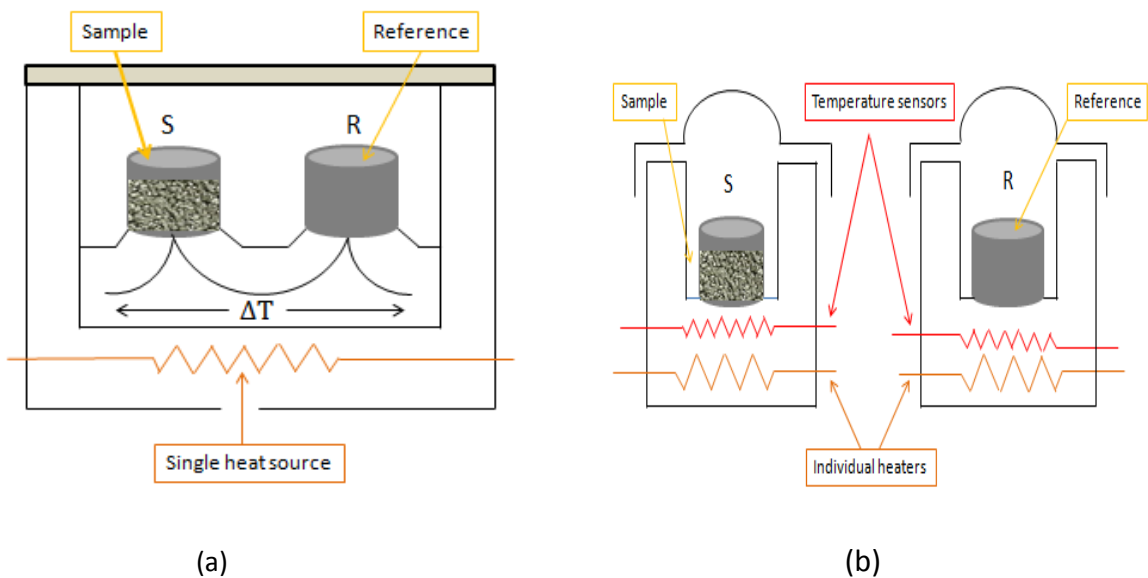 Sample
Reference
S
R
ΔT
Single heat source
(a)
Sample
Temperature sensors
Reference
S
R
Individual heaters
(b)